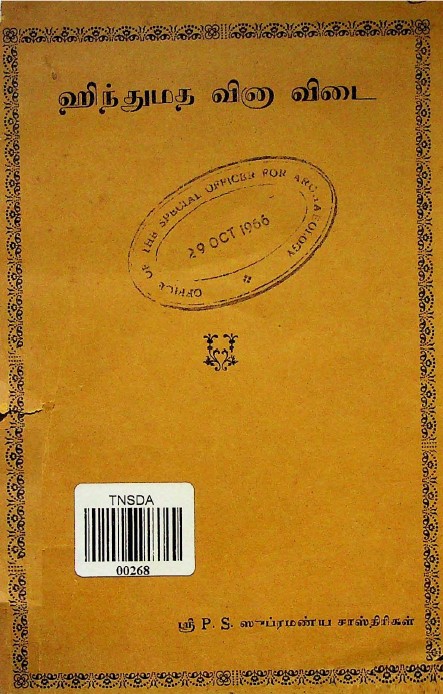 ஹிந்துமத வினா விடை
OFFICE OF THE SPECIAL OFFICER FOR ARCHAEOLOGY
29 OCT 1966
TNSDA
00268
ஸ்ரீ P. S. ஸுப்ரமண்ய சாஸ்திரிகள்